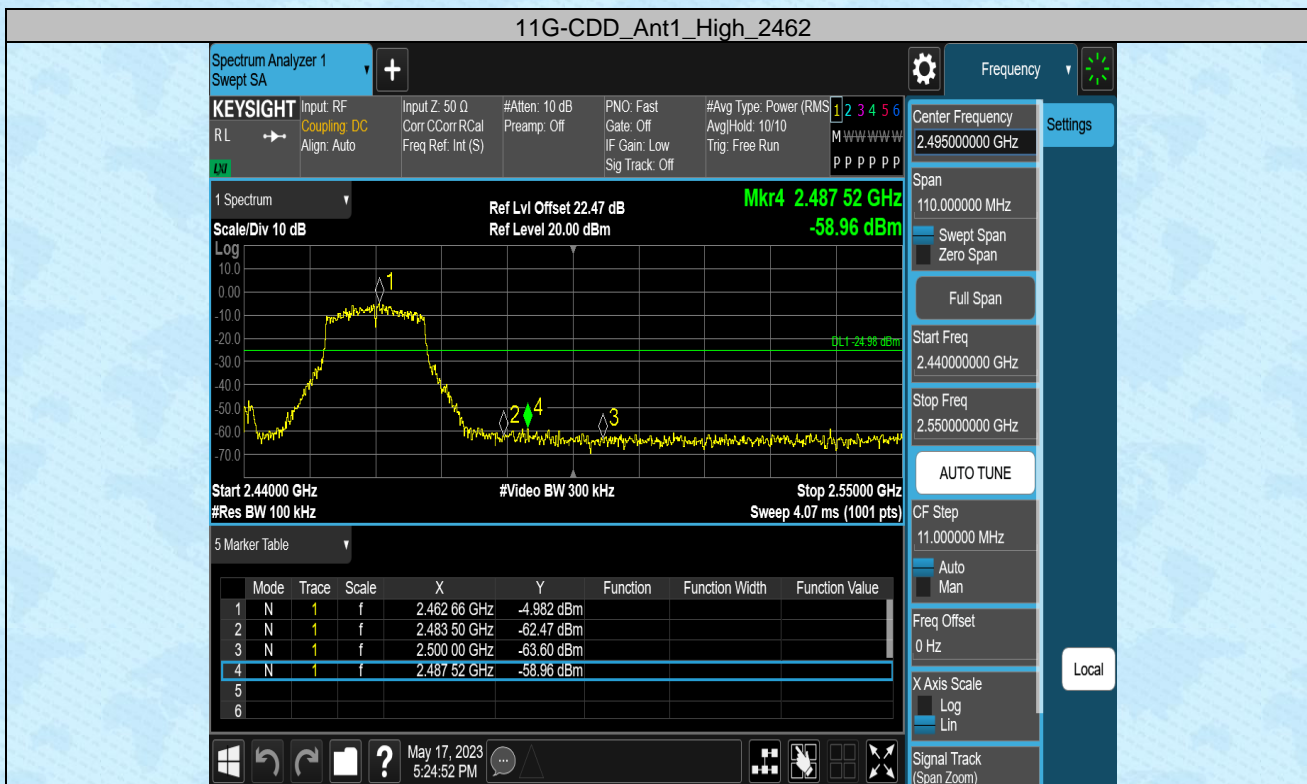 11G-CDD_Ant1_High_2462
Spectrum Analyzer 1
Swept SA
Frequency
KEYSIGHT
RL
LXI
Input: RF
Coupling: DC
Align: Auto
Input Z: 50 Ω
Corr CCorr RCal
Freq Ref: Int (S)
#Atten: 10 dB
Preamp: Off
PNO: Fast
Gate: Off
IF Gain: Low
Sig Track: Off
#Avg Type: Power (RMS
Avg|Hold: 10/10
Trig: Free Run
1 2 3 4 5 6
M W W W W W
P P P P P P
Center Frequency
2.495000000 GHz
Settings
1 Spectrum
Scale/Div 10 dB
Ref Lvl Offset 22.47 dB
Ref Level 20.00 dBm
Mkr4 2.487 52 GHz
-58.96 dBm
Log
10.0
0.00
-10.0
-20.0
-30.0
-40.0
-50.0
-60.0
-70.0
1
2
4
3
DL1 -24.98 dBm
Start 2.44000 GHz
#Video BW 300 kHz
Stop 2.55000 GHz
#Res BW 100 kHz
Sweep 4.07 ms (1001 pts)
Span
110.000000 MHz
Swept Span
Zero Span
Full Span
Start Freq
2.440000000 GHz
Stop Freq
2.550000000 GHz
AUTO TUNE
CF Step
11.000000 MHz
Auto
Man
Freq Offset
0 Hz
X Axis Scale
Log
Lin
Signal Track
(Span Zoom)
Local
5 Marker Table
Mode Trace Scale X Y Function Function Width Function Value
1 N 1 f 2.462 66 GHz -4.982 dBm
2 N 1 f 2.483 50 GHz -62.47 dBm
3 N 1 f 2.500 00 GHz -63.60 dBm
4 N 1 f 2.487 52 GHz -58.96 dBm
5
6
?
May 17, 2023
5:24:52 PM